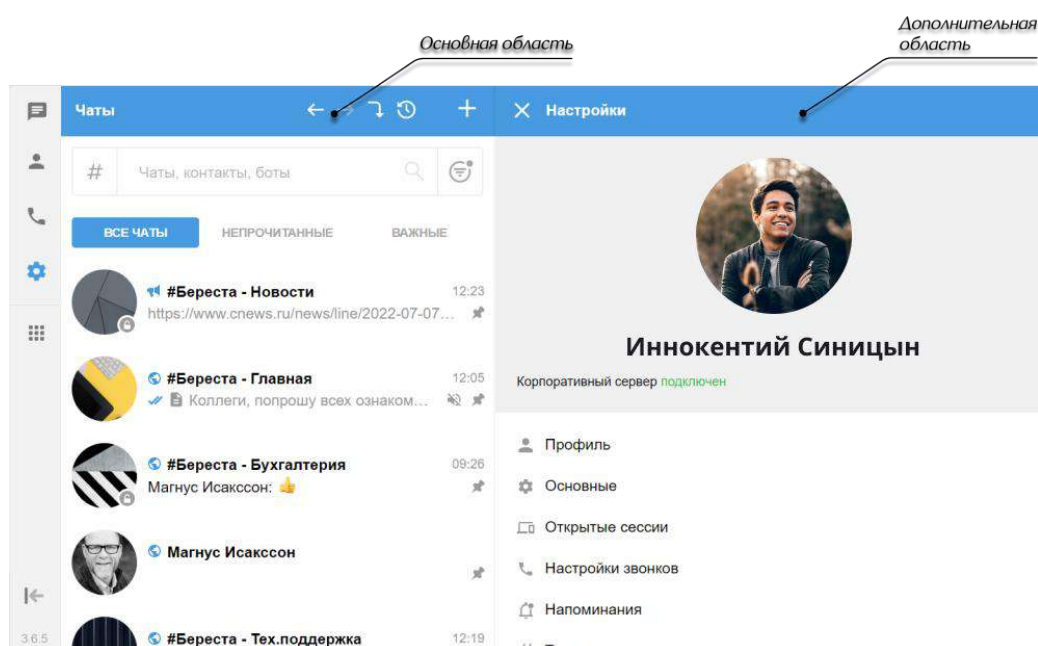 Основная область
Дополнительная
область
Чаты
Настройки
#
Чаты, контакты, боты
ВСЕ ЧАТЫ
НЕПРОЧИТАННЫЕ
ВАЖНЫЕ
#Береста - Новости
12:23
https://www.cnews.ru/news/line/2022-07-07...
#Береста - Главная
12:05
Коллеги, попрошу всех ознаком...
#Береста - Бухгалтерия
09:26
Магнус Исакссон: 👍
Магнус Исакссон
#Береста - Тех.поддержка
12:19
3.6.5
Иннокентий Синицын
Корпоративный сервер подключен
Профиль
Основные
Открытые сессии
Настройки звонков
Напоминания